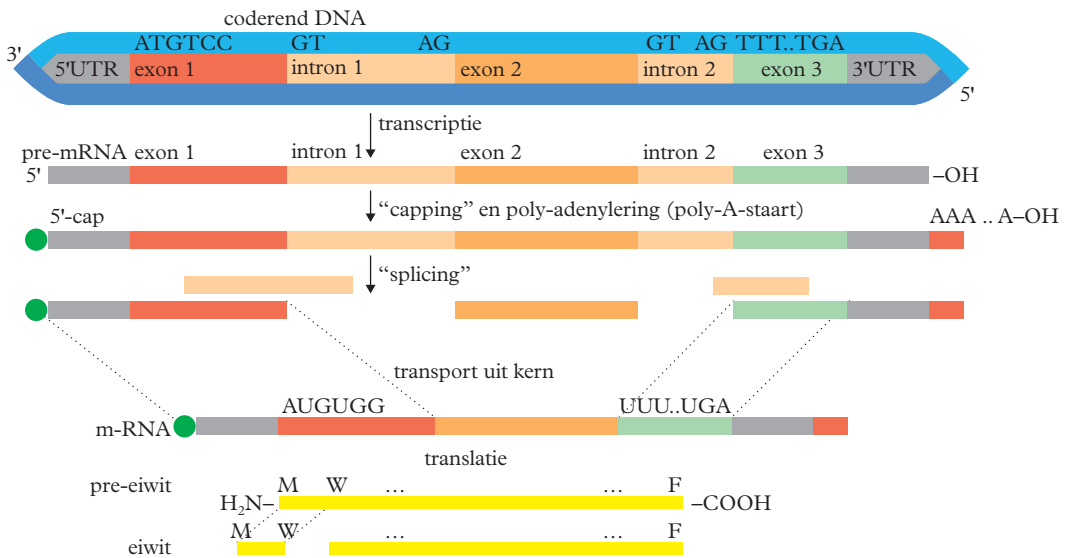 coderend DNA
3' ATGTCC GT AG GT AG TTT..TGA
5'UTR exon 1 intron 1 exon 2 intron 2 exon 3 3'UTR
5'
transcriptie
pre-mRNA exon 1 intron 1 exon 2 intron 2 exon 3
5' –OH
5'-cap “capping” en poly-adenylering (poly-A-staart) AAA .. A–OH
“splicing”
transport uit kern
AUGUGG UUU..UGA
m-RNA
translatie
pre-eiwit M W ... ... F
H₂N– –COOH
M W ... ... F
eiwit